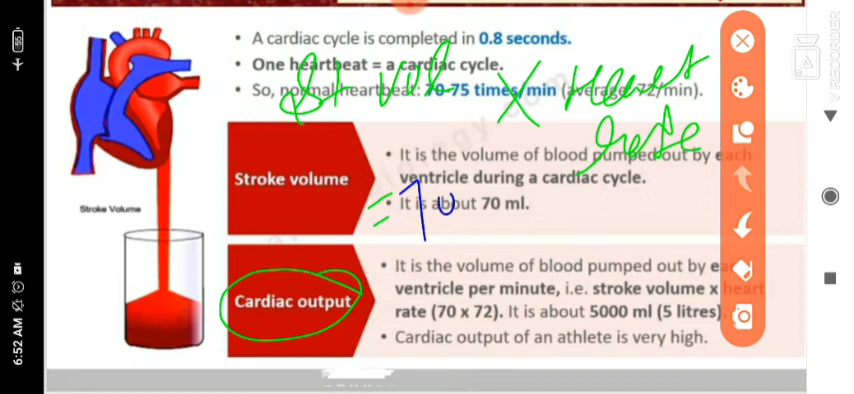 • A cardiac cycle is completed in 0.8 seconds.
• One heartbeat = a cardiac cycle.
• So, normal heartbeat: 70-75 times/min (average: 72/min).
St vol X Heart
rate
= 70
Stroke volume
• It is the volume of blood pumped out by each
ventricle during a cardiac cycle.
• It is about 70 ml.
Stroke Volume
Cardiac output
• It is the volume of blood pumped out by each
ventricle per minute, i.e. stroke volume x heart
rate (70 x 72). It is about 5000 ml (5 litres).
• Cardiac output of an athlete is very high.
6:52 AM
55
V RECORDER